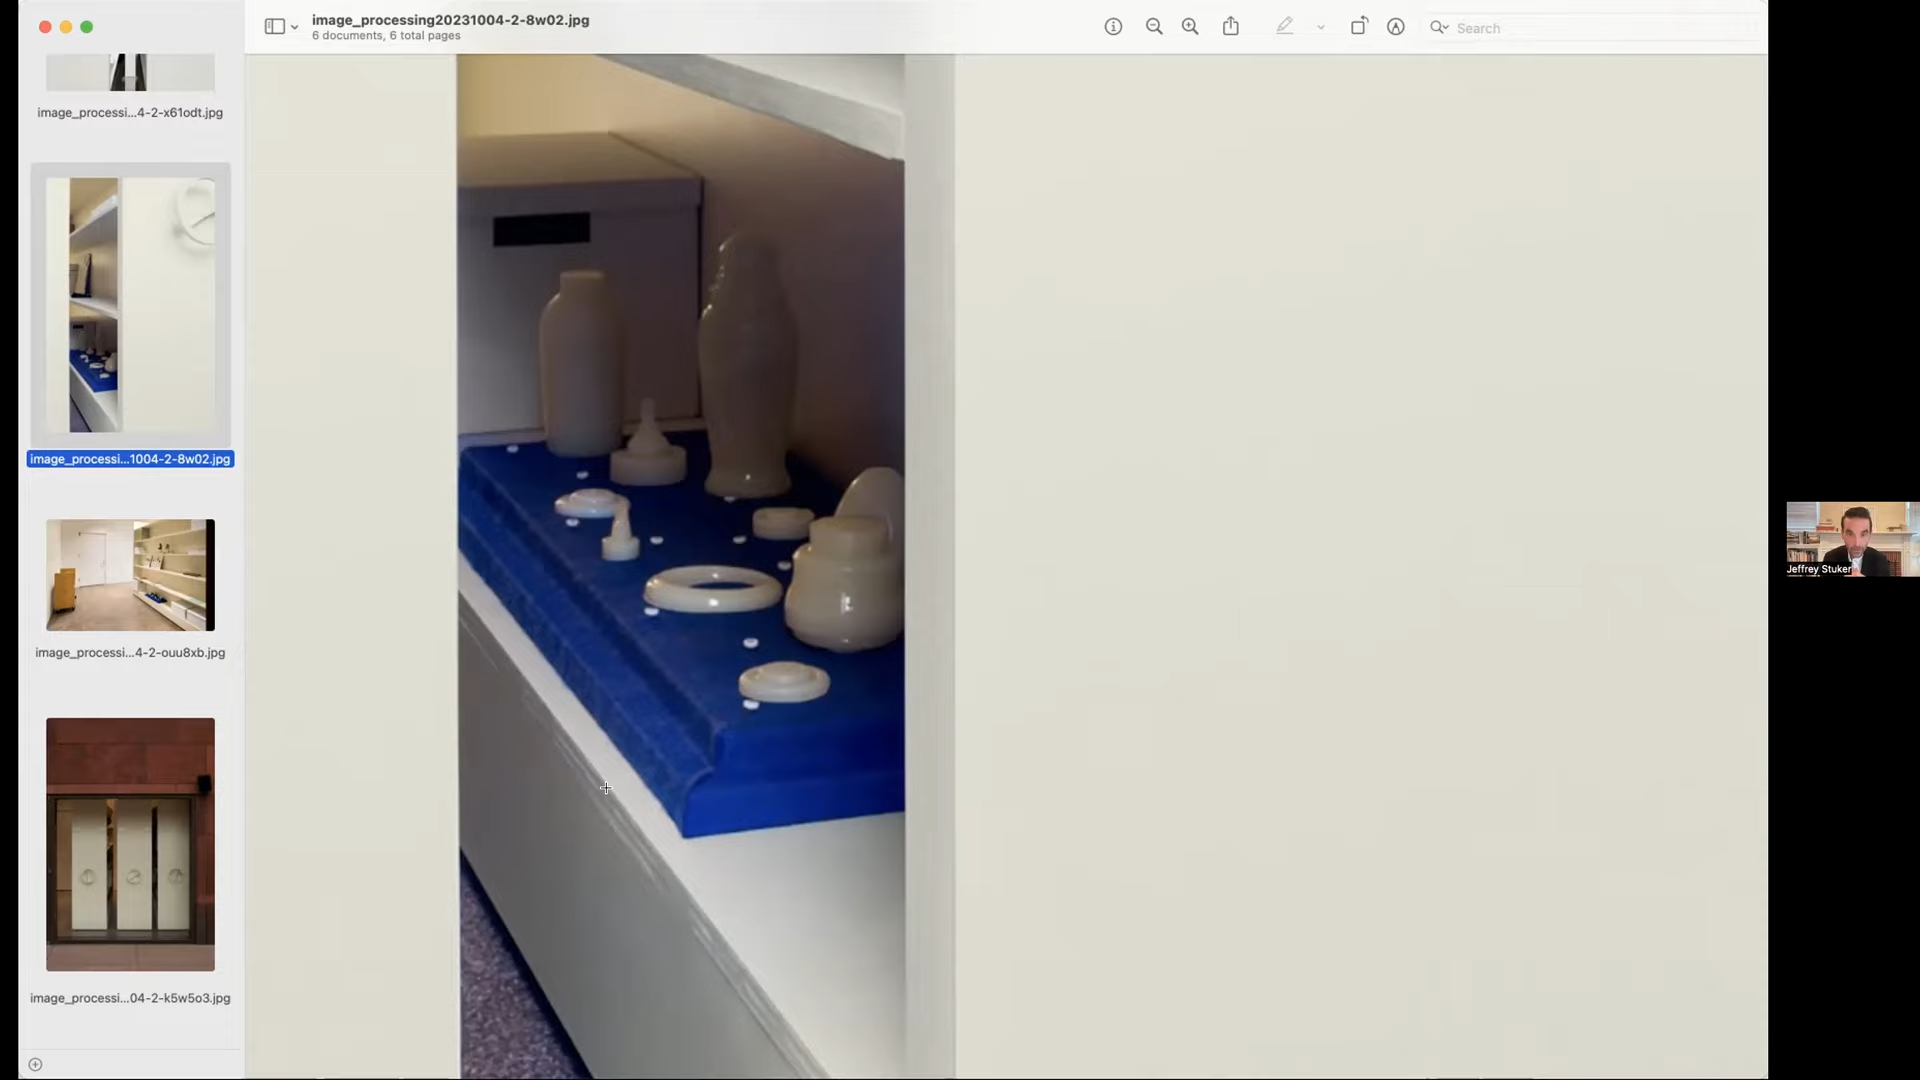 image_processing20231004-2-8w02.jpg
6 documents, 6 total pages
Search
image_processi...4-2-x61odt.jpg
image_processi...1004-2-8w02.jpg
image_processi...4-2-ouu8xb.jpg
image_processi...04-2-k5w5o3.jpg
Jeffrey Stuker